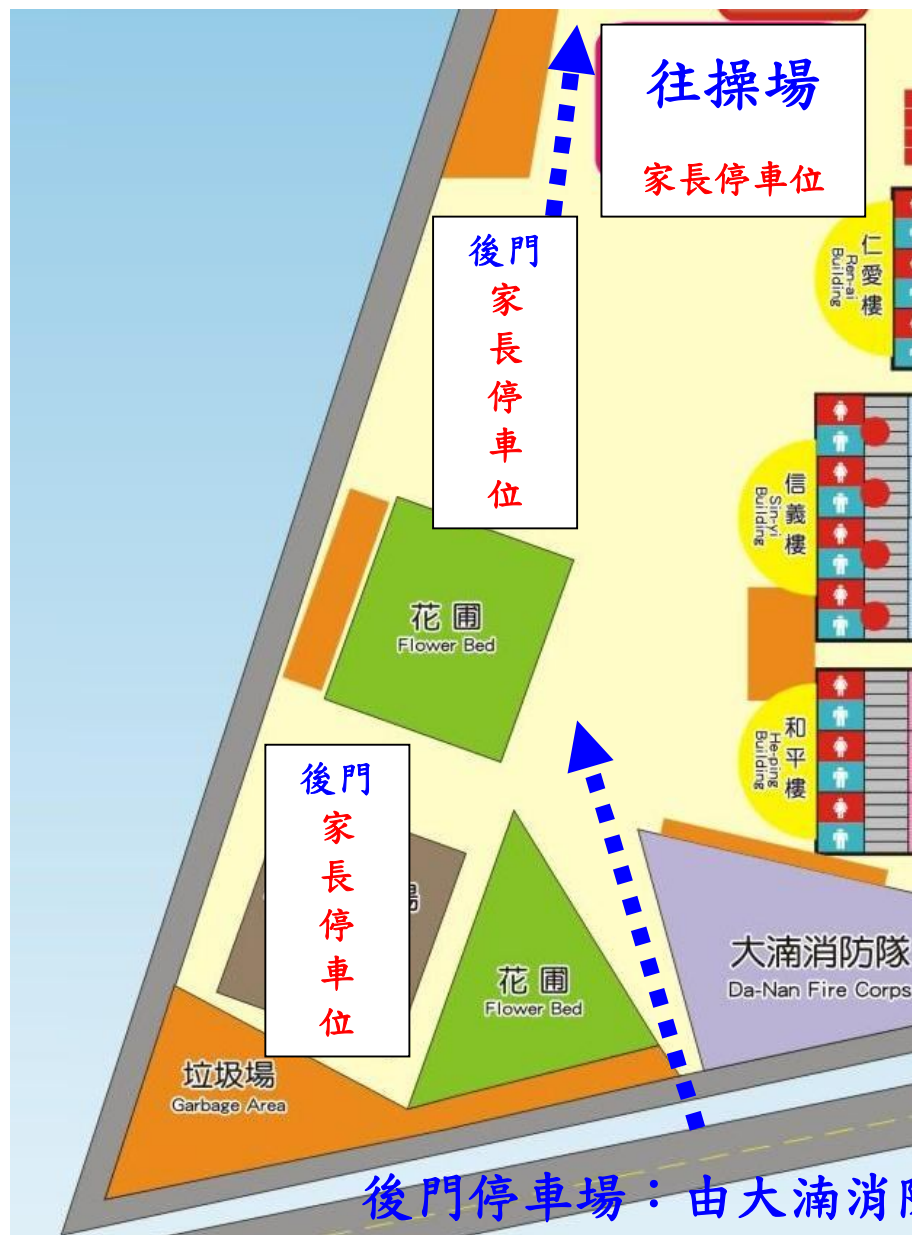 往操場
家長停車位
後門
家
長
停
車
位
仁愛樓
Ren-ai
Building
信義樓
Sin-yi
Building
花圃
Flower Bed
和平樓
He-ping
Building
後門
家
長
停
車
位
場
花圃
Flower Bed
大湳消防隊
Da-Nan Fire Corps
垃圾場
Garbage Area
後門停車場：由大湳消防